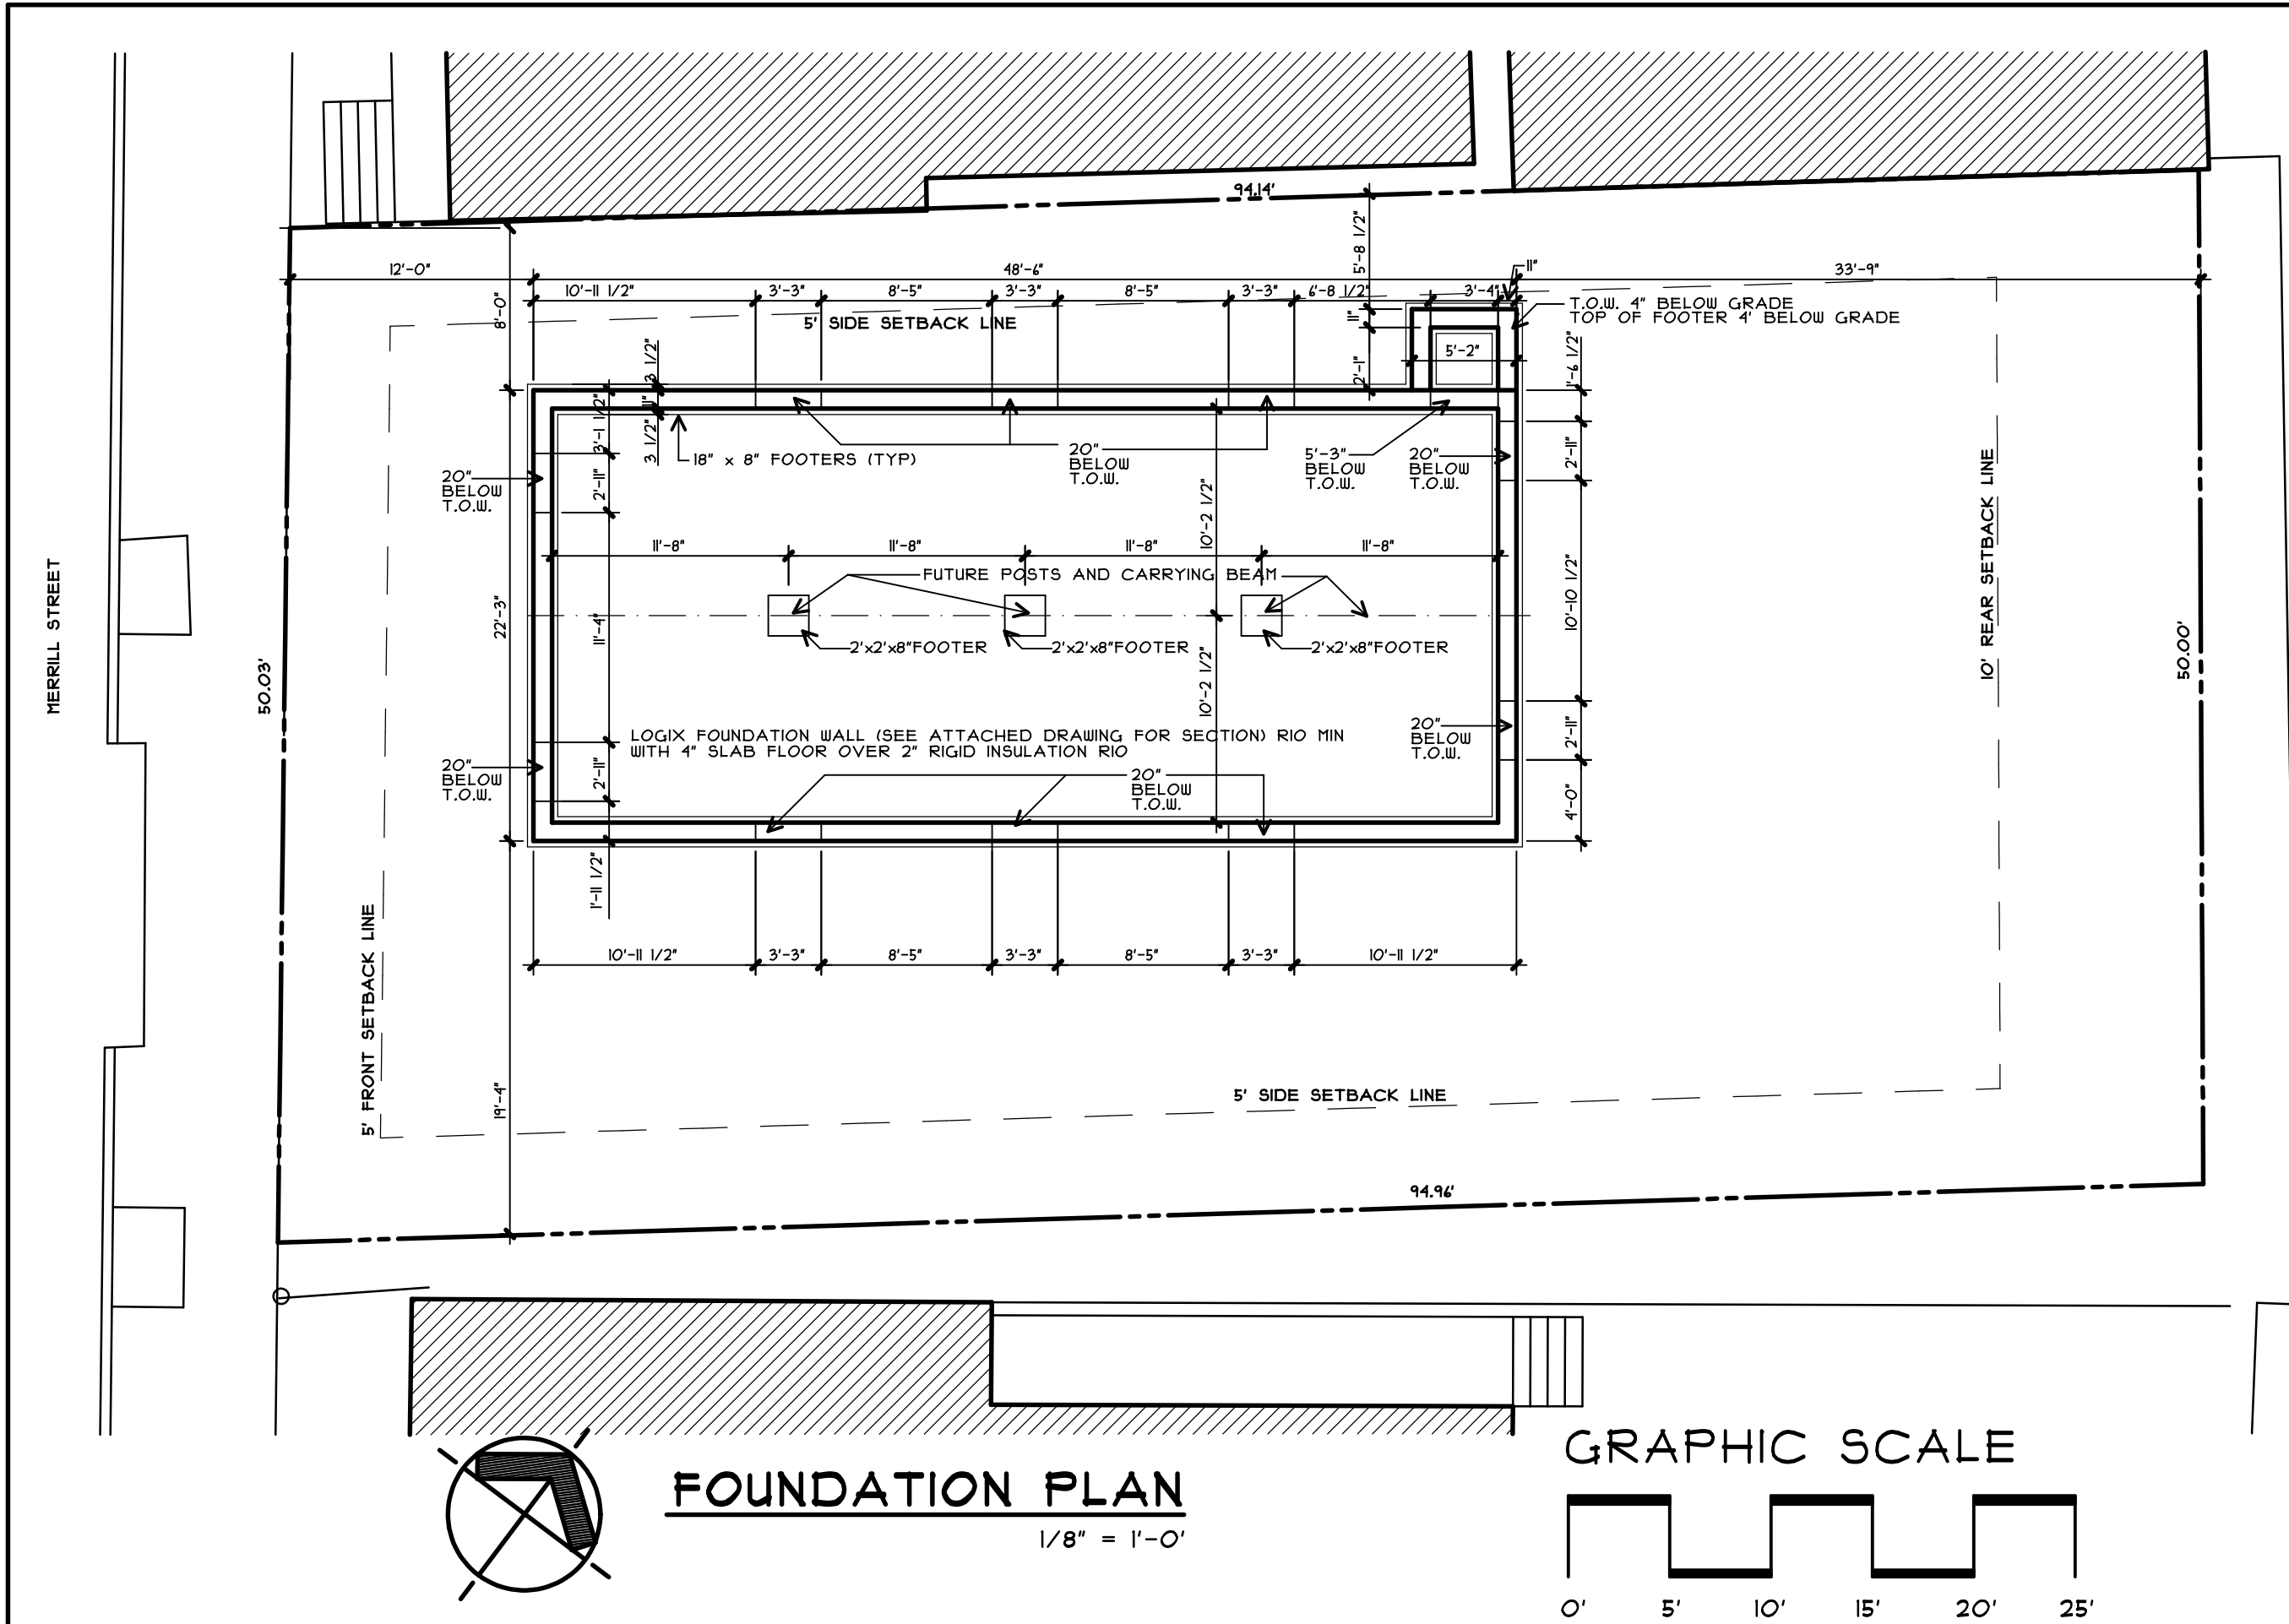 94.14'
12'-0"
48'-6"
33'-9"
5'-8 1/2"
11"
10'-11 1/2"
3'-3"
8'-5"
3'-3"
8'-5"
3'-3"
6'-8 1/2"
3'-4"
T.O.W. 4" BELOW GRADE
TOP OF FOOTER 4' BELOW GRADE
8'-0"
5' SIDE SETBACK LINE
11"
5'-2"
2'-1"
1'-6 1/2"
3 1/2"
11"
3 1/2"
3'-1 1/2"
18" x 8" FOOTERS (TYP)
20"
BELOW
T.O.W.
5'-3"
BELOW
T.O.W.
20"
BELOW
T.O.W.
2'-11"
20"
BELOW
T.O.W.
2'-11"
10'-2 1/2"
10' REAR SETBACK LINE
11'-8"
11'-8"
11'-8"
11'-8"
FUTURE POSTS AND CARRYING BEAM
MERRILL STREET
50.03'
22'-3"
11'-4"
10'-10 1/2"
50.00'
2'x2'x8"FOOTER
2'x2'x8"FOOTER
2'x2'x8"FOOTER
10'-2 1/2"
LOGIX FOUNDATION WALL (SEE ATTACHED DRAWING FOR SECTION) R10 MIN
WITH 4" SLAB FLOOR OVER 2" RIGID INSULATION R10
20"
BELOW
T.O.W.
2'-11"
20"
BELOW
T.O.W.
2'-11"
20"
BELOW
T.O.W.
4'-0"
1'-11 1/2"
10'-11 1/2"
3'-3"
8'-5"
3'-3"
8'-5"
3'-3"
10'-11 1/2"
5' FRONT SETBACK LINE
19'-4"
5' SIDE SETBACK LINE
94.96'
FOUNDATION PLAN
1/8" = 1'-0'
GRAPHIC SCALE
0' 5' 10' 15' 20' 25'